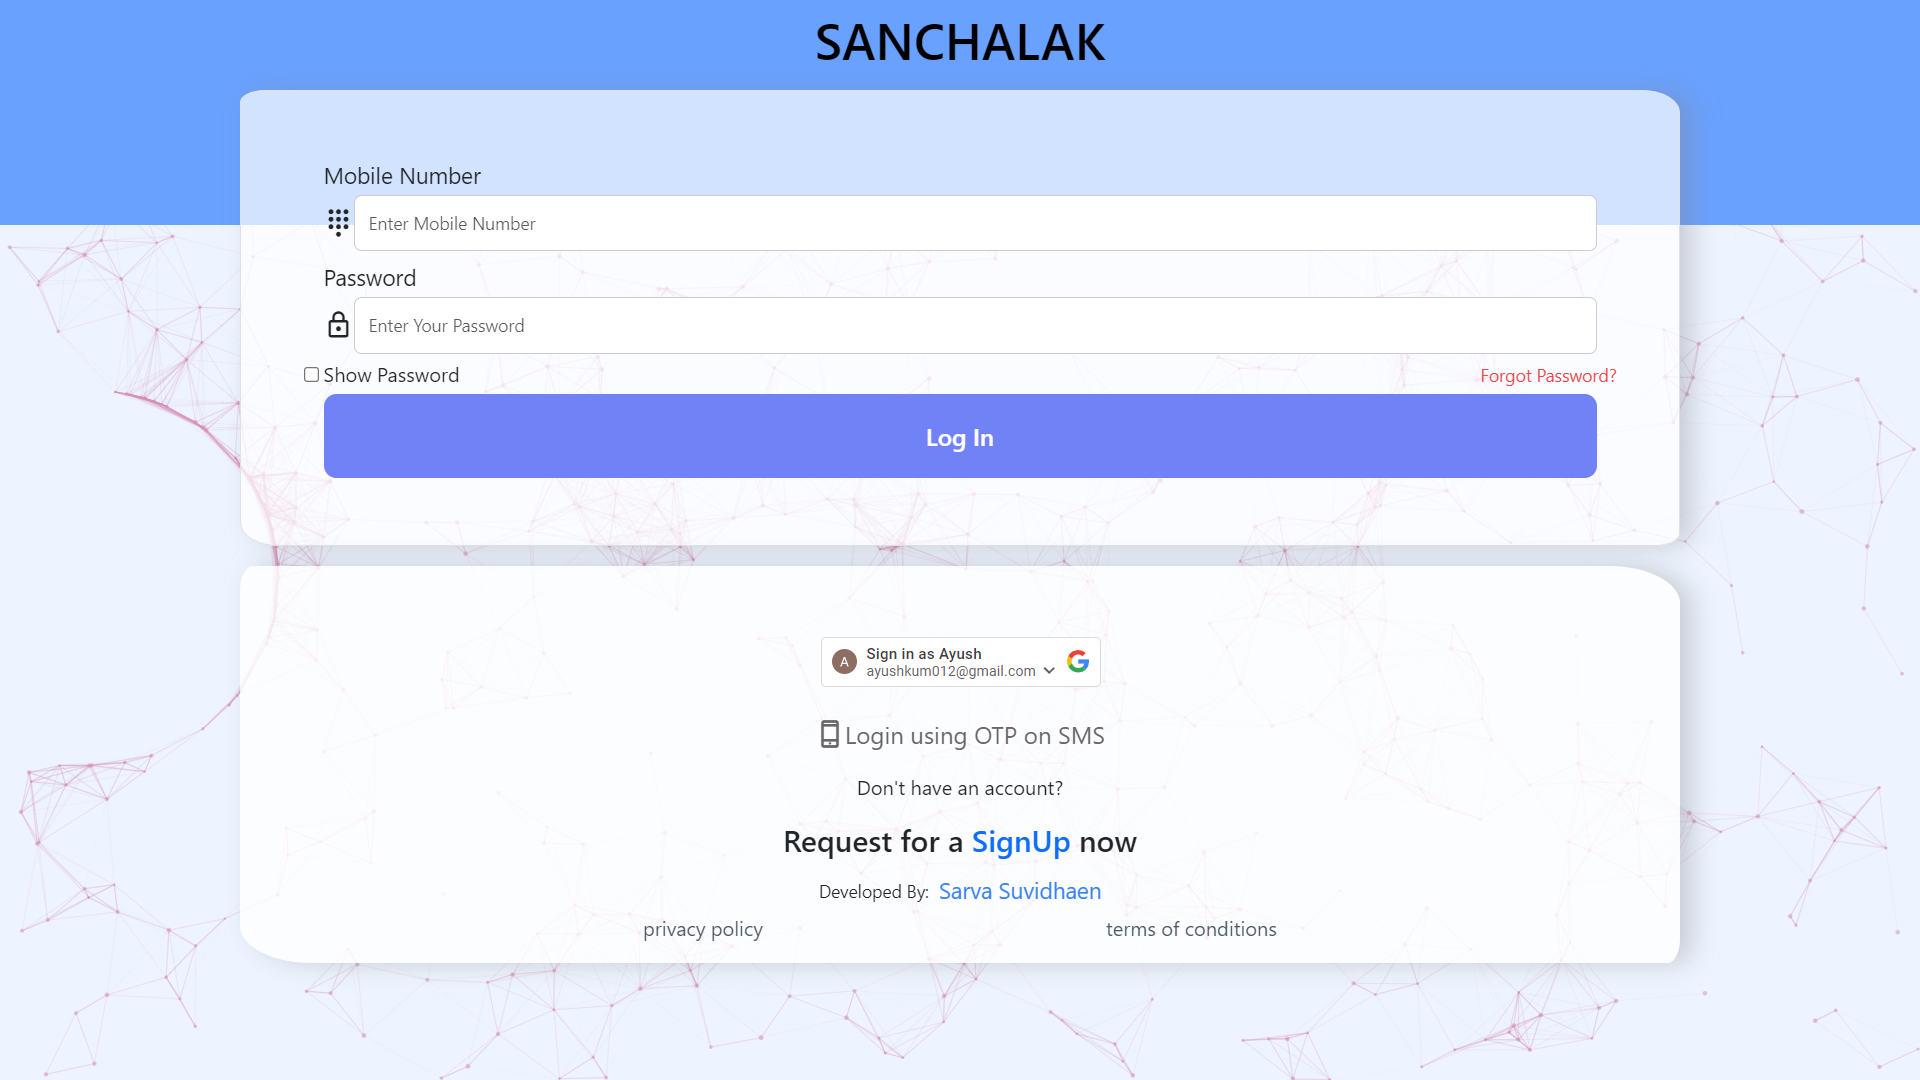 SANCHALAK
Mobile Number
Enter Mobile Number
Password
Enter Your Password
Show Password
Forgot Password?
Log In
A
Sign in as Ayush
ayushkum012@gmail.com
Login using OTP on SMS
Don't have an account?
Request for a SignUp now
Developed By: Sarva Suvidhaen
privacy policy
terms of conditions